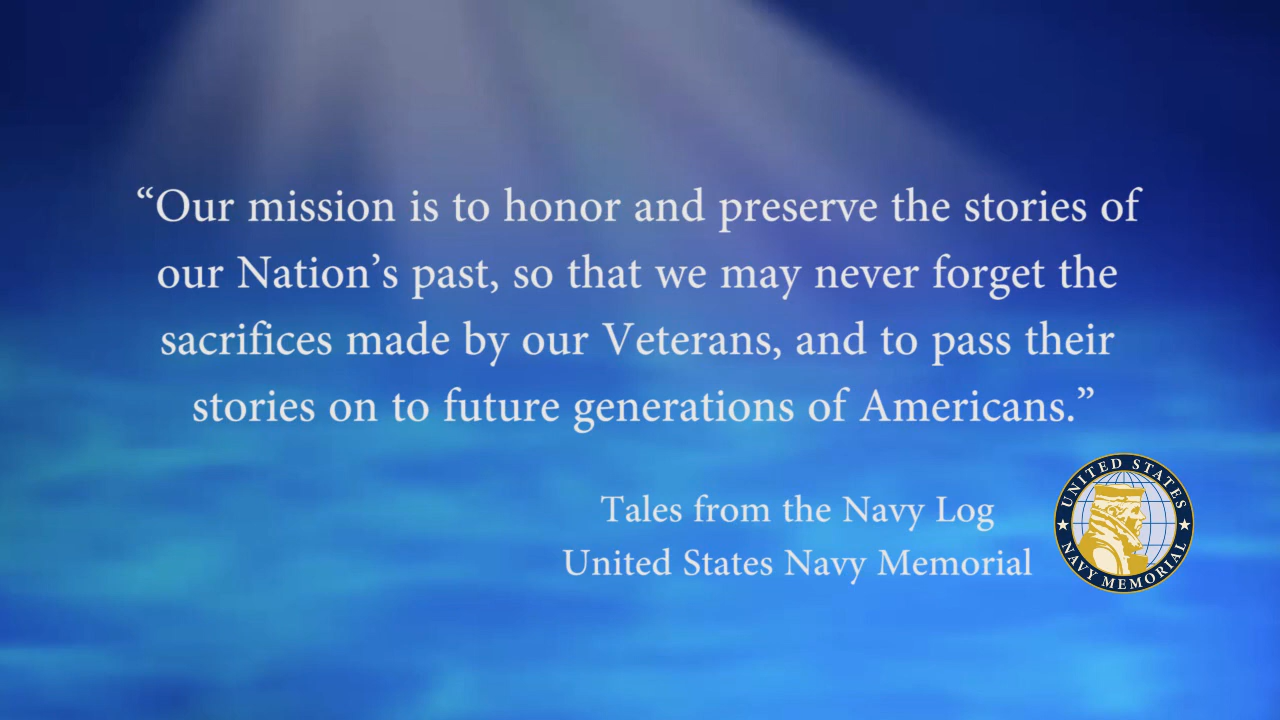 “Our mission is to honor and preserve the stories of
our Nation’s past, so that we may never forget the
sacrifices made by our Veterans, and to pass their
stories on to future generations of Americans.”
Tales from the Navy Log
United States Navy Memorial
UNITED STATES
NAVY MEMORIAL